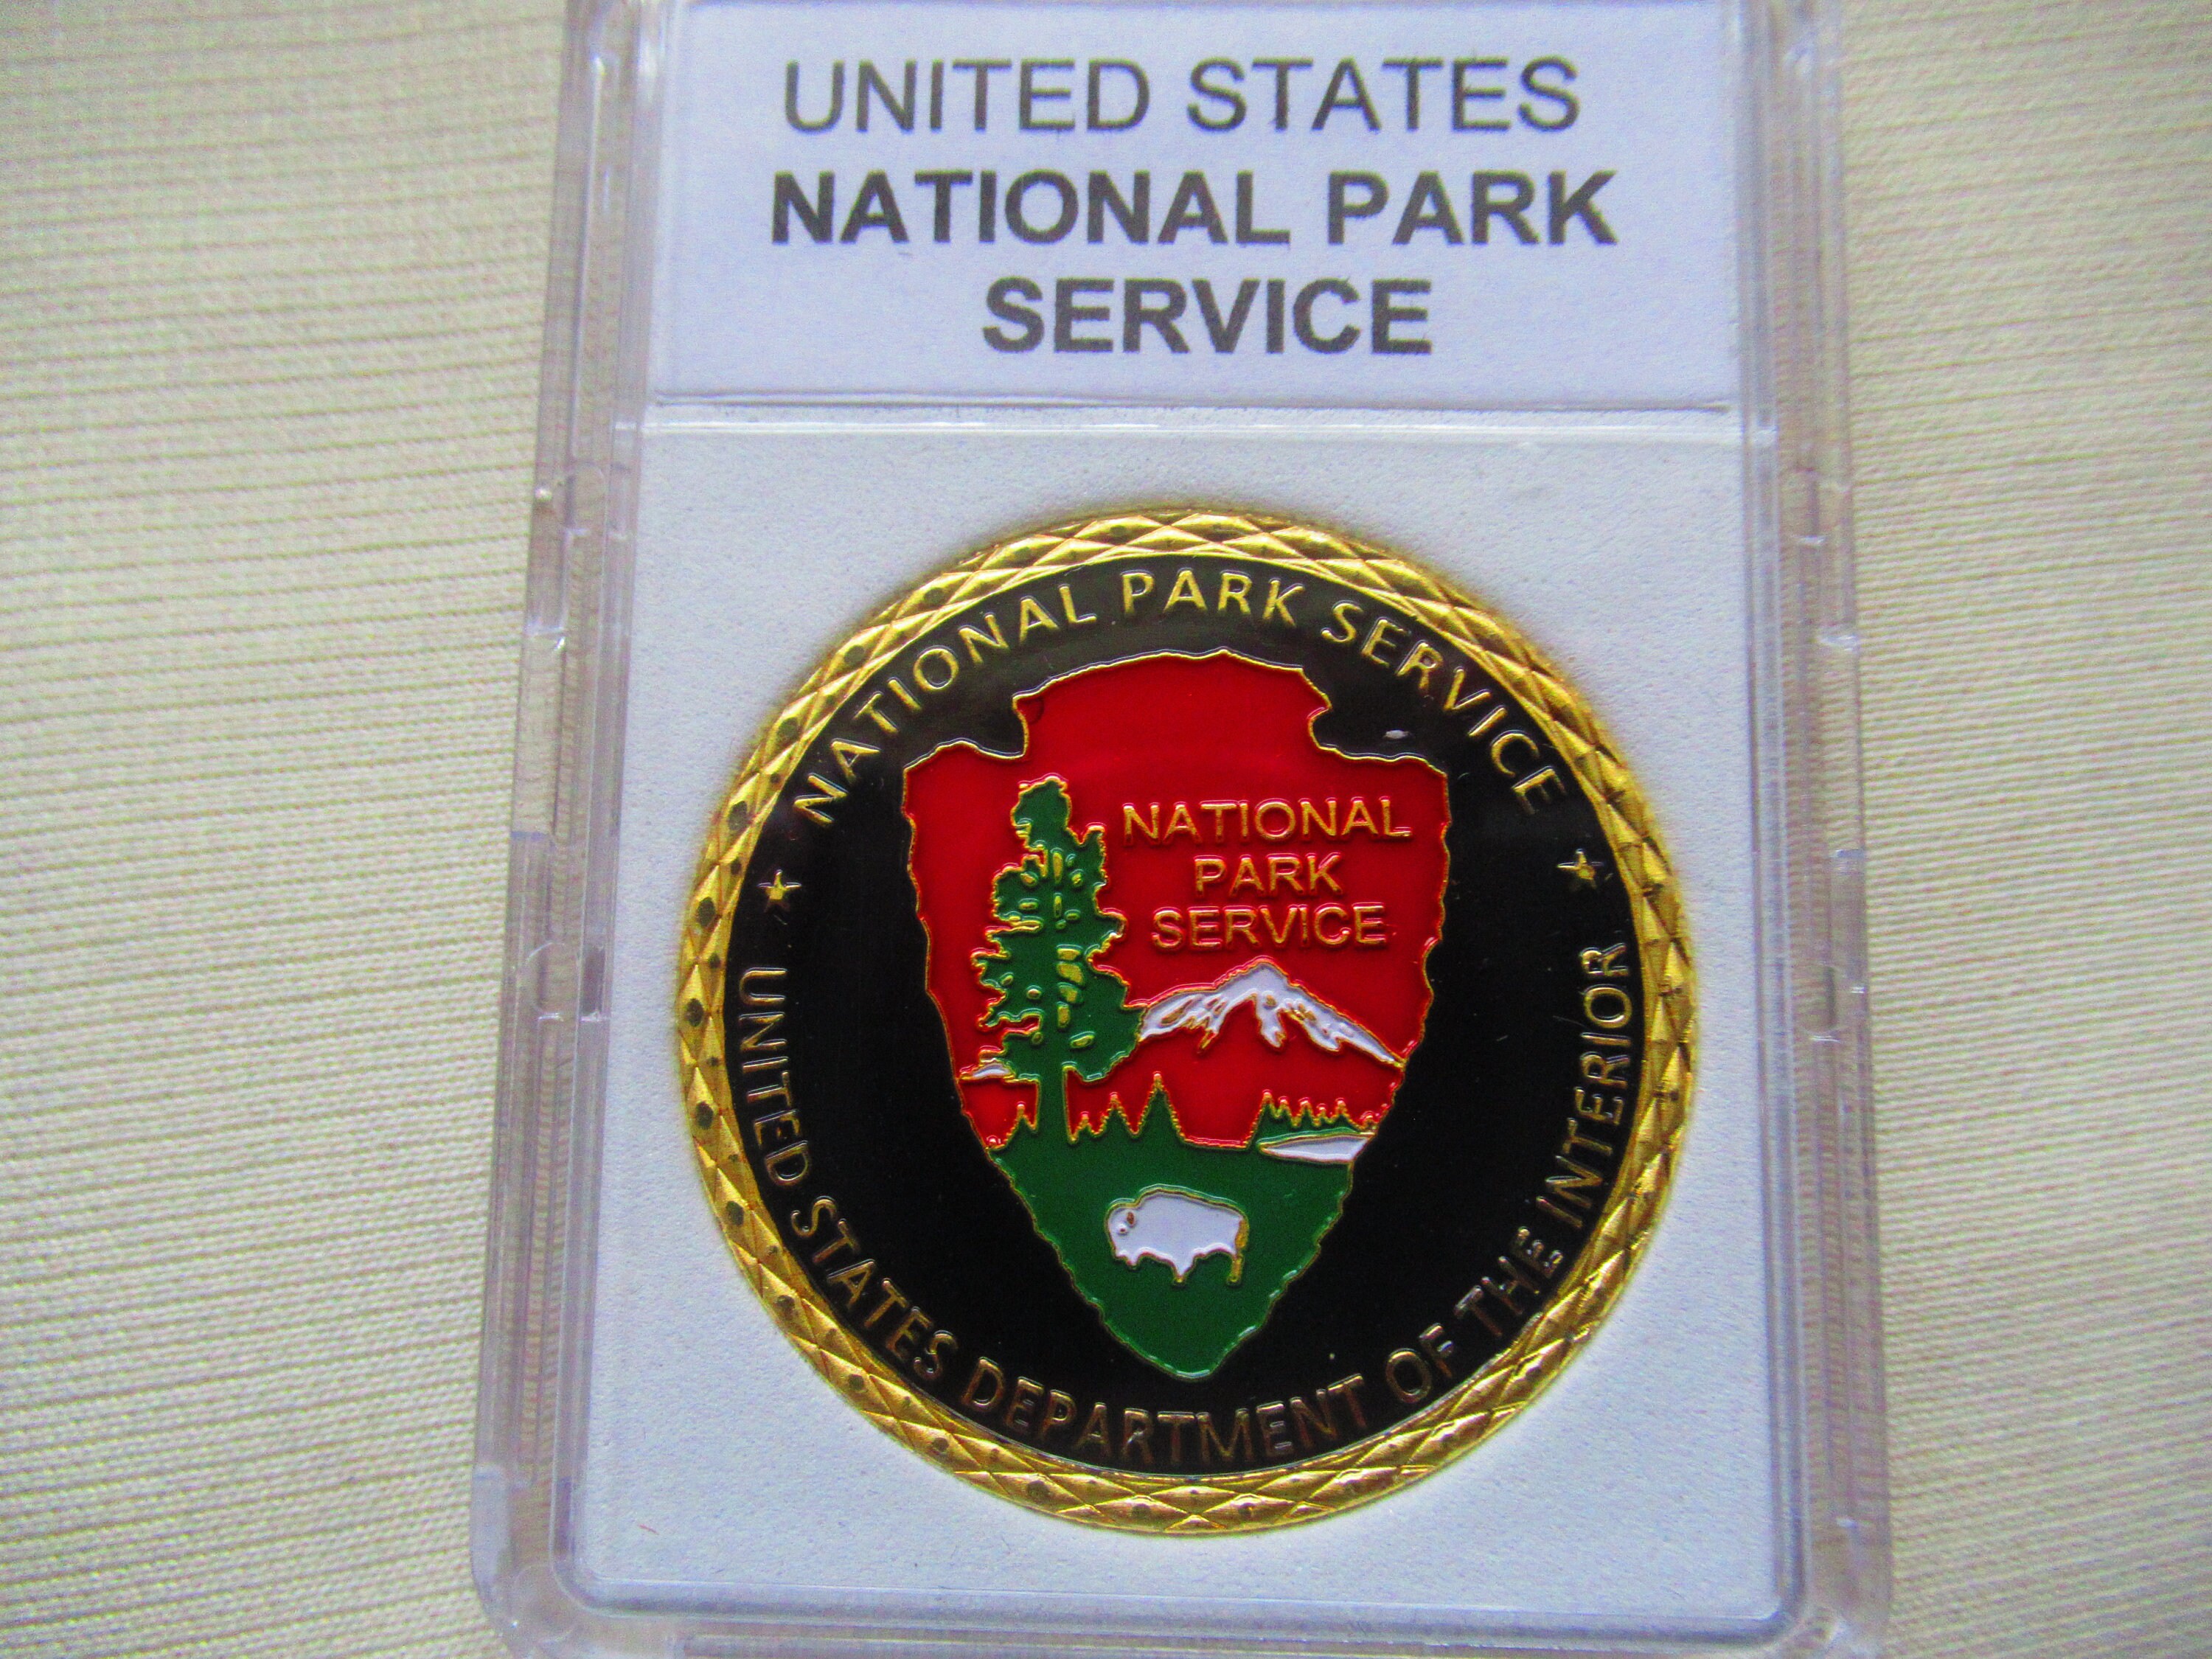 UNITED STATES
NATIONAL PARK
SERVICE
NATIONAL PARK SERVICE
NATIONAL
PARK
SERVICE
UNITED STATES DEPARTMENT OF THE INTERIOR